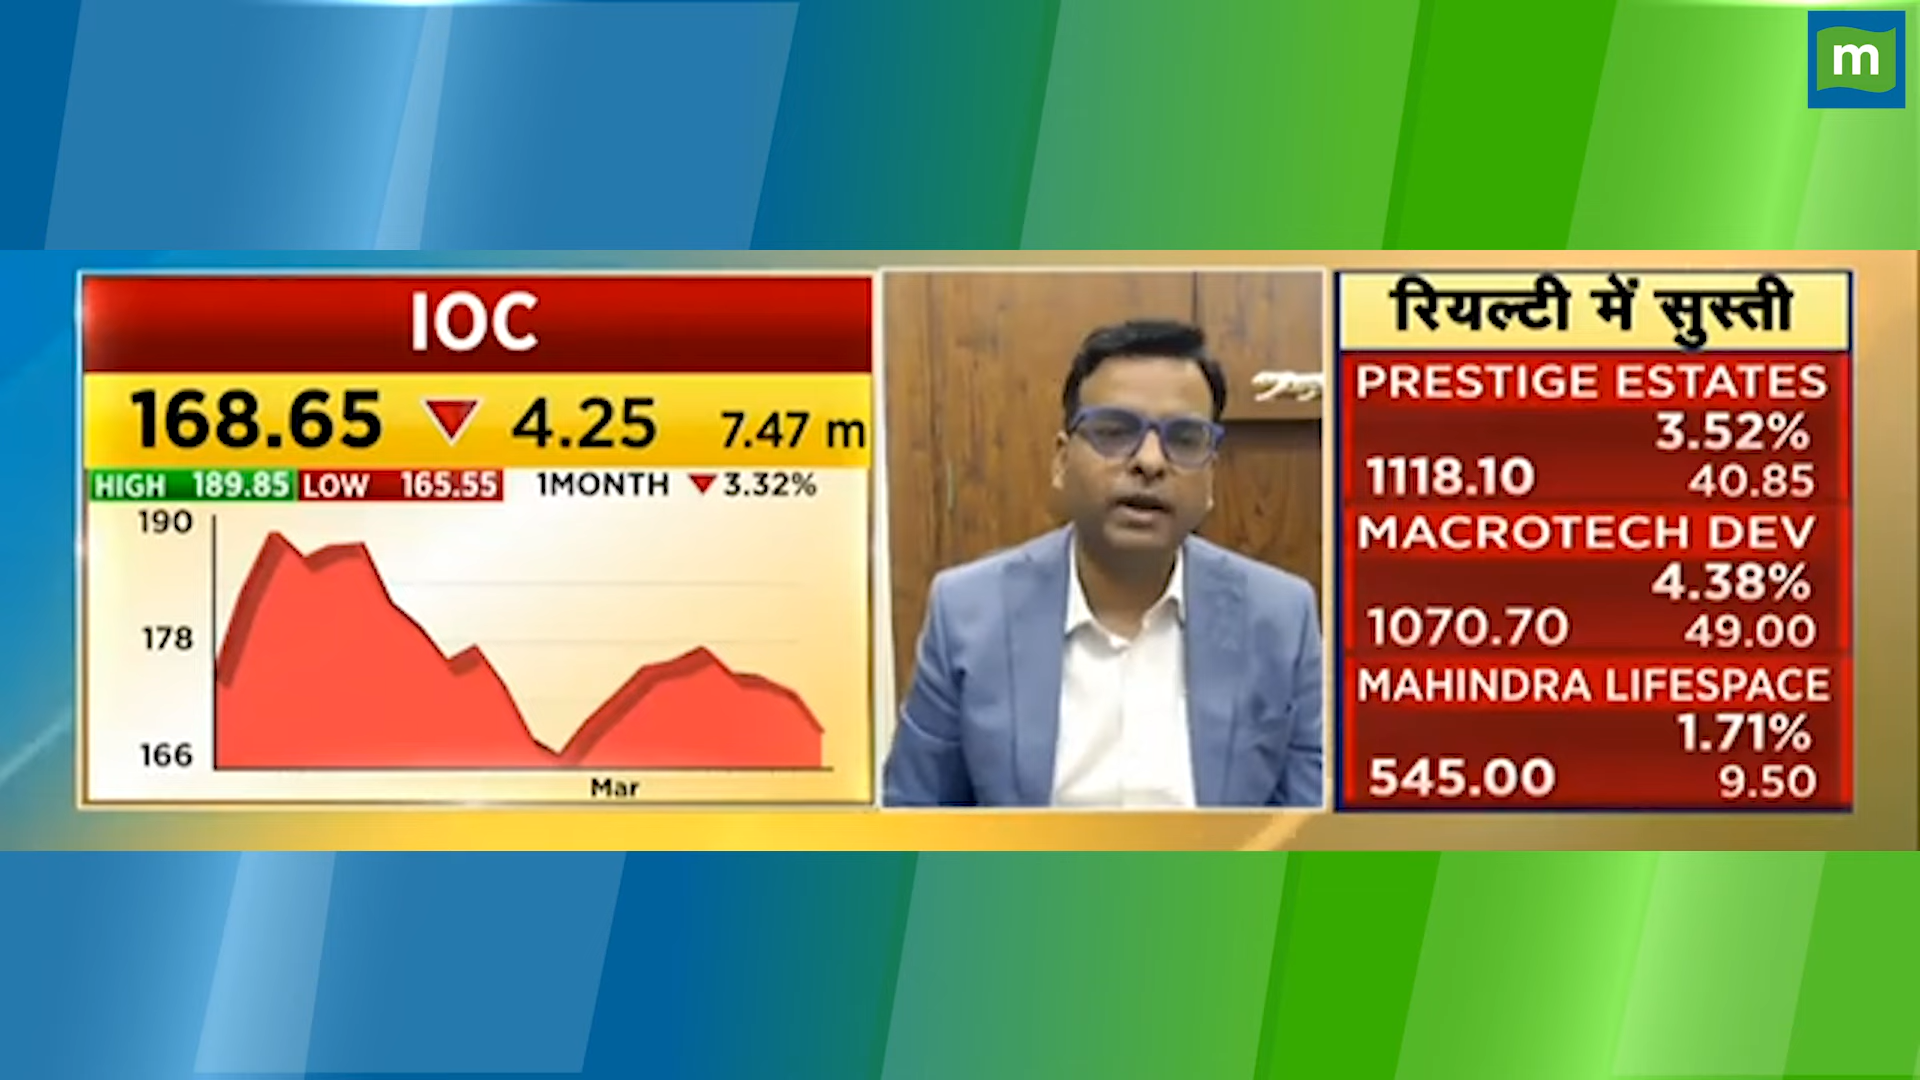 m
IOC
168.65 ▼ 4.25 7.47 m
HIGH 189.85 LOW 165.55 1MONTH ▼ 3.32%
190
178
166
Mar
रियल्टी में सुस्ती
PRESTIGE ESTATES
3.52%
1118.10 40.85
MACROTECH DEV
4.38%
1070.70 49.00
MAHINDRA LIFESPACE
1.71%
545.00 9.50